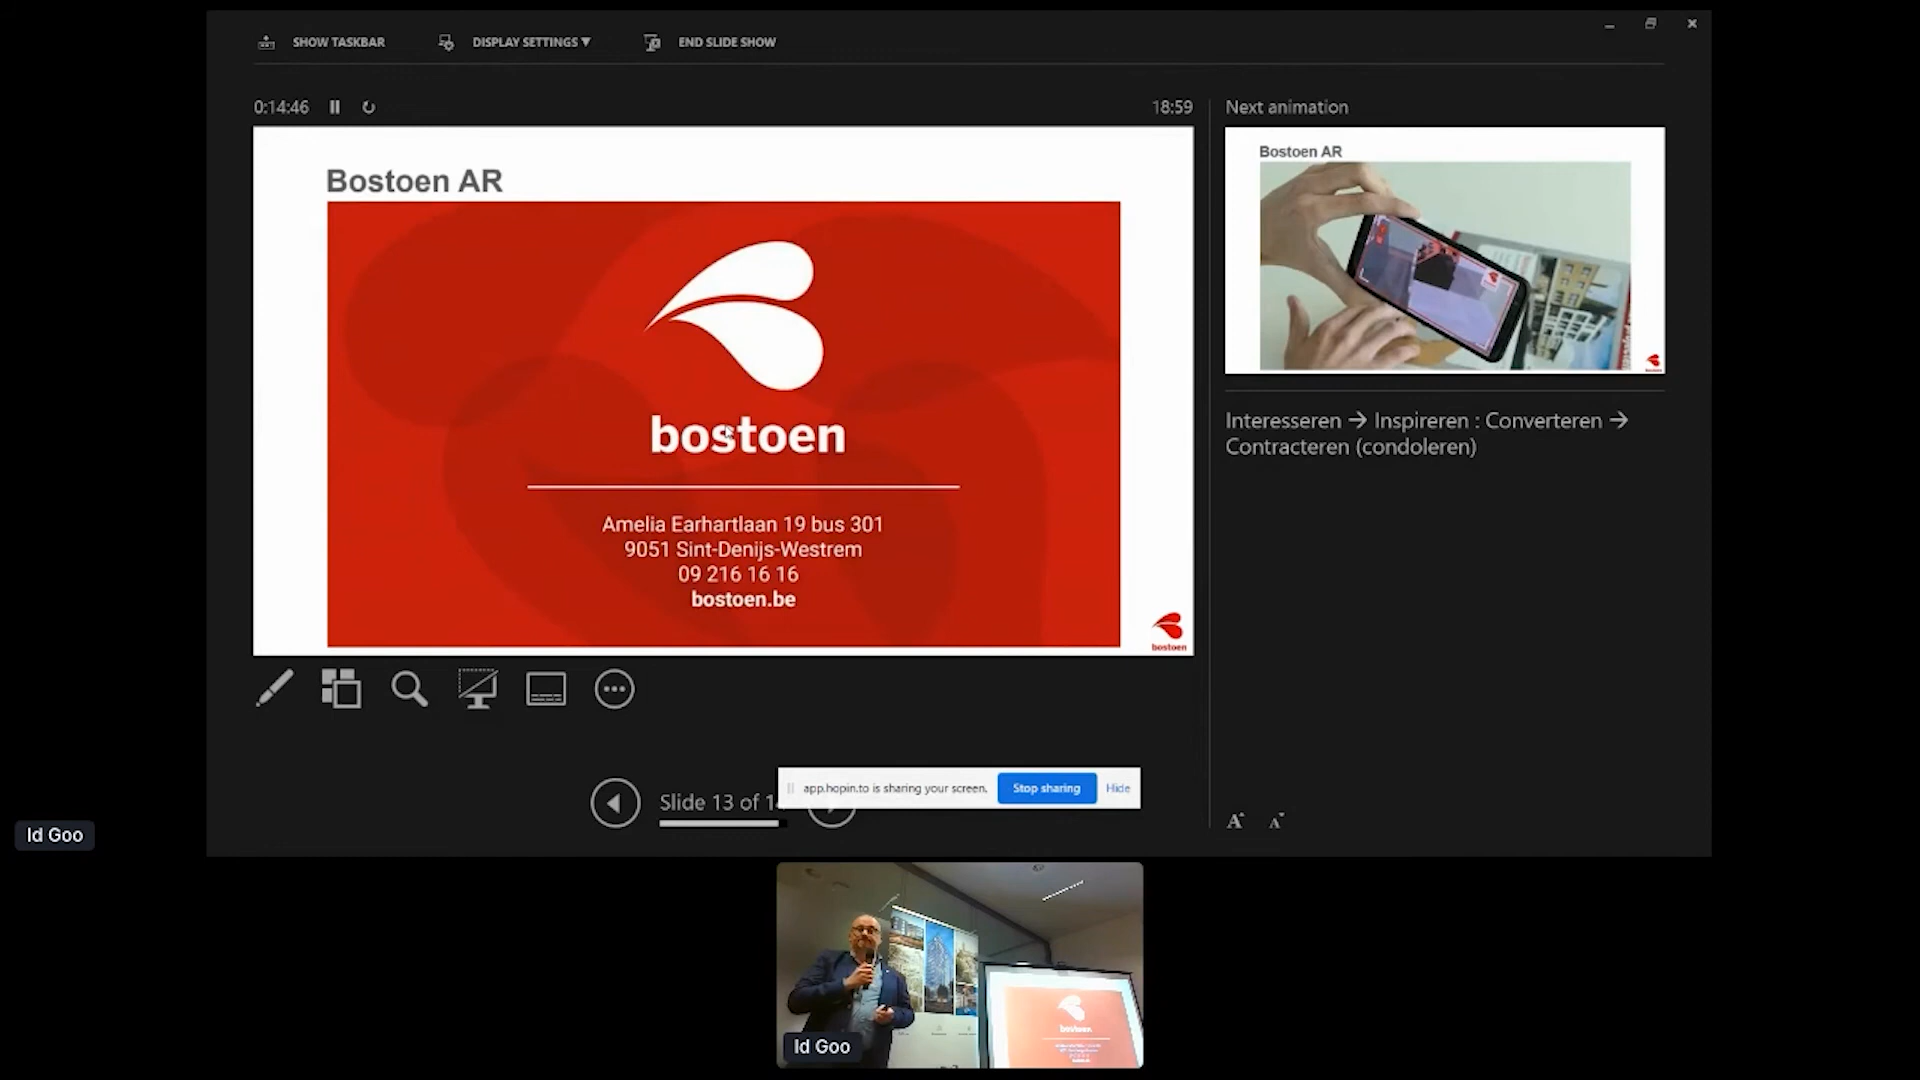 SHOW TASKBAR
DISPLAY SETTINGS ▼
END SLIDE SHOW
0:14:46
18:59
Next animation
Bostoen AR
bostoen
Amelia Earhartlaan 19 bus 301
9051 Sint-Denijs-Westrem
09 216 16 16
bostoen.be
bostoen
Bostoen AR
Interesseren → Inspireren : Converteren →
Contracteren (condoleren)
Slide 13 of
app.hopin.to is sharing your screen.
Stop sharing
Hide
A A
Id Goo
Id Goo
bostoen